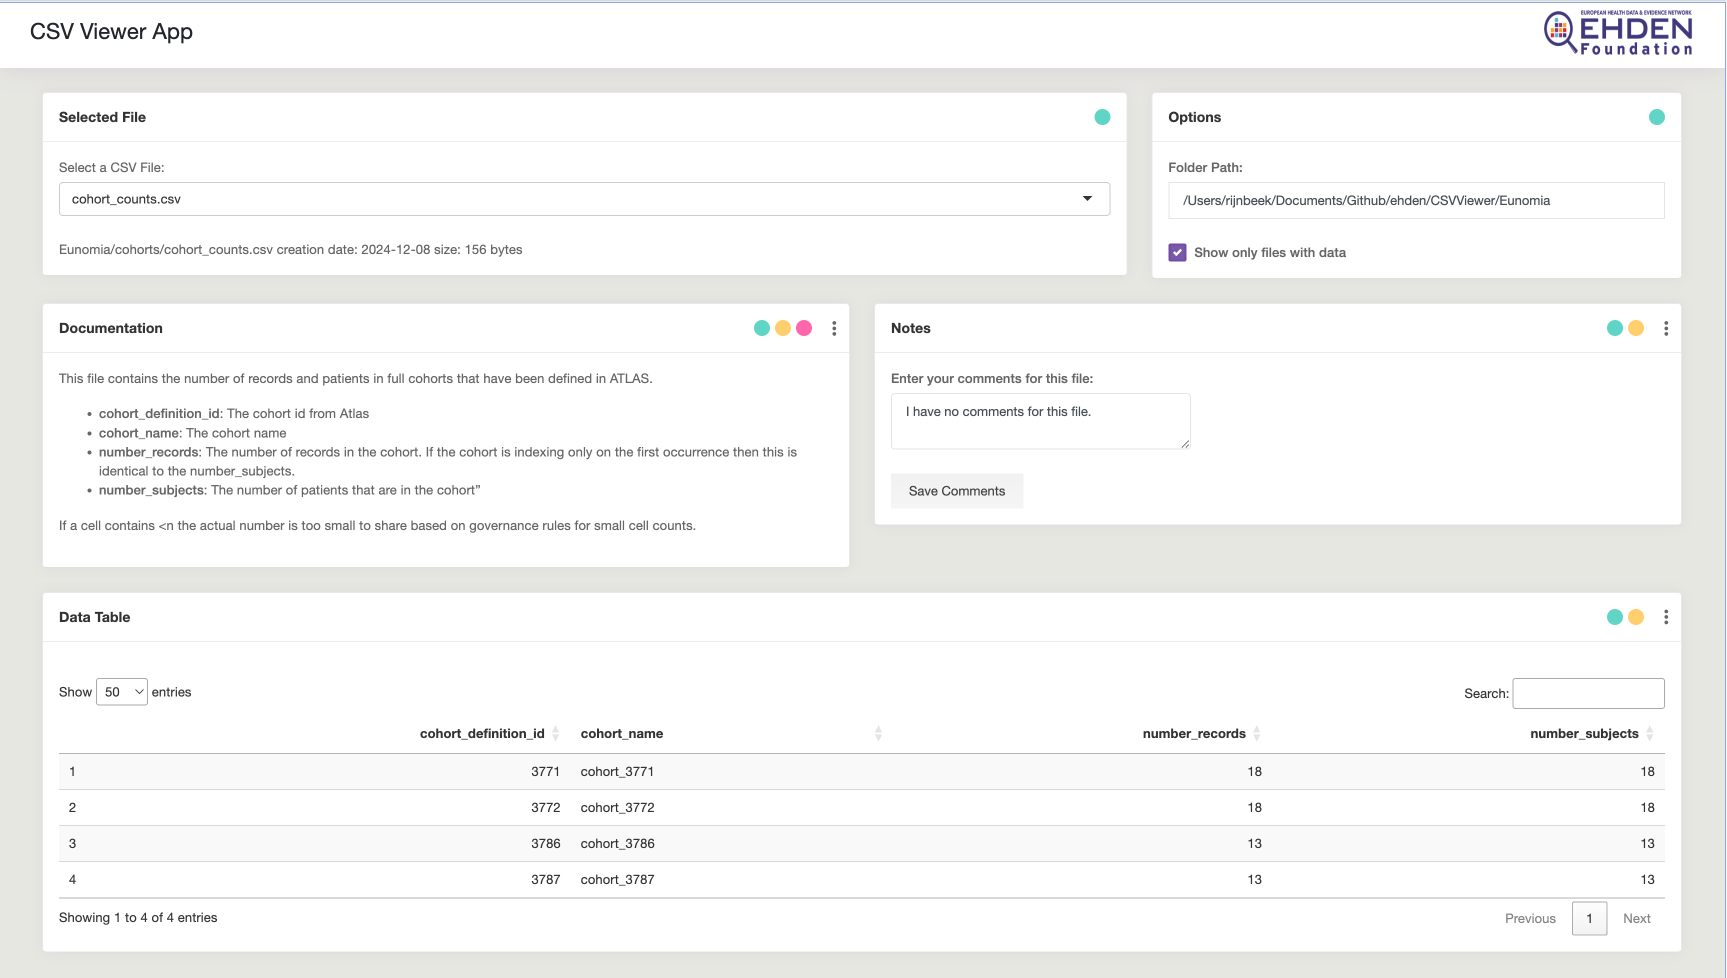 CSV Viewer App
EUROPEAN HEALTH DATA & EVIDENCE NETWORK
EHDEN
Foundation
Selected File
Select a CSV File:
cohort_counts.csv
Eunomia/cohorts/cohort_counts.csv creation date: 2024-12-08 size: 156 bytes
Options
Folder Path:
/Users/rijnbeek/Documents/Github/ehden/CSVViewer/Eunomia
Show only files with data
Documentation
This file contains the number of records and patients in full cohorts that have been defined in ATLAS.
• cohort_definition_id: The cohort id from Atlas
• cohort_name: The cohort name
• number_records: The number of records in the cohort. If the cohort is indexing only on the first occurrence then this is
identical to the number_subjects.
• number_subjects: The number of patients that are in the cohort”
If a cell contains <n the actual number is too small to share based on governance rules for small cell counts.
Notes
Enter your comments for this file:
I have no comments for this file.
Save Comments
Data Table
Show 50 entries
Search:
cohort_definition_id cohort_name number_records number_subjects
1 3771 cohort_3771 18 18
2 3772 cohort_3772 18 18
3 3786 cohort_3786 13 13
4 3787 cohort_3787 13 13
Showing 1 to 4 of 4 entries
Previous 1 Next